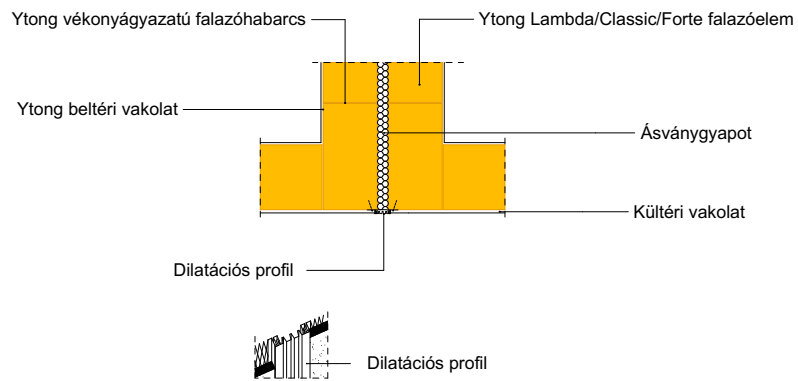 Ytong vékonyágyazatú falazóhabarcs
Ytong Lambda/Classic/Forte falazóelem
Ytong beltéri vakolat
Ásványgyapot
Kültéri vakolat
Dilatációs profil
Dilatációs profil